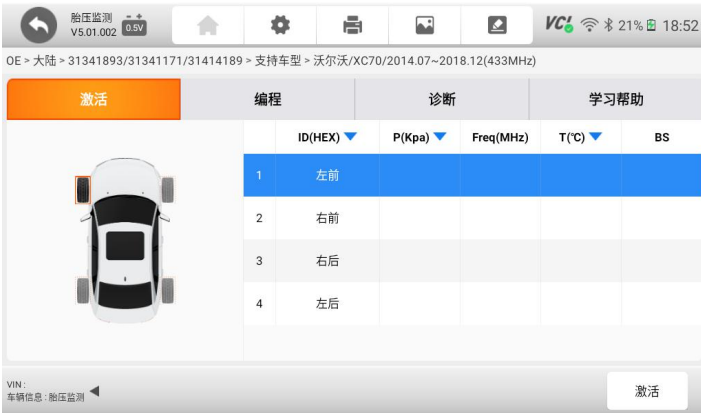 胎压监测
V5.01.002
0.5V
VCI
21%
18:52
OE > 大陆 > 31341893/31341171/31414189 > 支持车型 > 沃尔沃/XC70/2014.07~2018.12(433MHz)
激活 编程 诊断 学习帮助
ID(HEX) P(Kpa) Freq(MHz) T(℃) BS
1 左前
2 右前
3 右后
4 左后
VIN :
车辆信息 : 胎压监测
激活